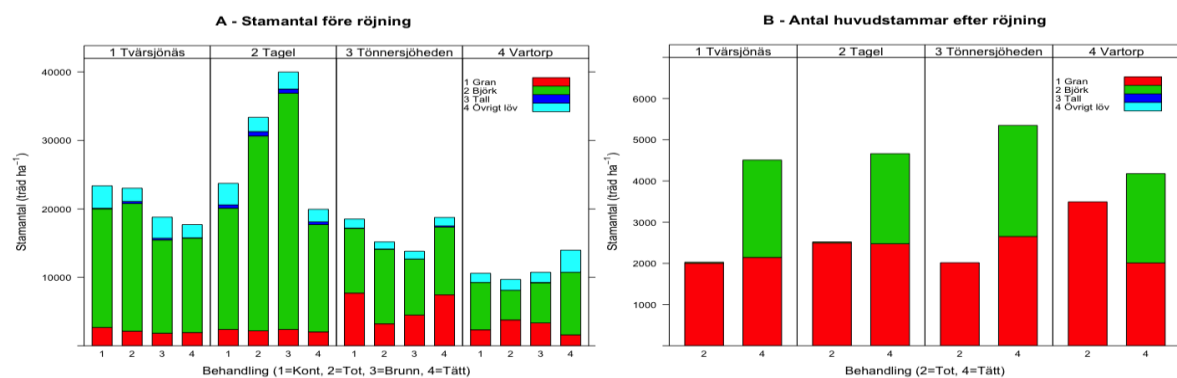 A - Stamantal före röjning
1 Tvärsjönäs 2 Tagel 3 Tönnersjöheden 4 Vartorp
40000
30000
20000
10000
Stamantal (träd ha⁻¹)
1 Gran
2 Björk
3 Tall
4 Övrigt löv
1 2 3 4 1 2 3 4 1 2 3 4 1 2 3 4
Behandling (1=Kont, 2=Tot, 3=Brunn, 4=Tätt)
B - Antal huvudstammar efter röjning
1 Tvärsjönäs 2 Tagel 3 Tönnersjöheden 4 Vartorp
6000
5000
4000
3000
2000
1000
Stamantal (träd ha⁻¹)
1 Gran
2 Björk
3 Tall
4 Övrigt löv
2 4 2 4 2 4 2 4
Behandling (2=Tot, 4=Tätt)